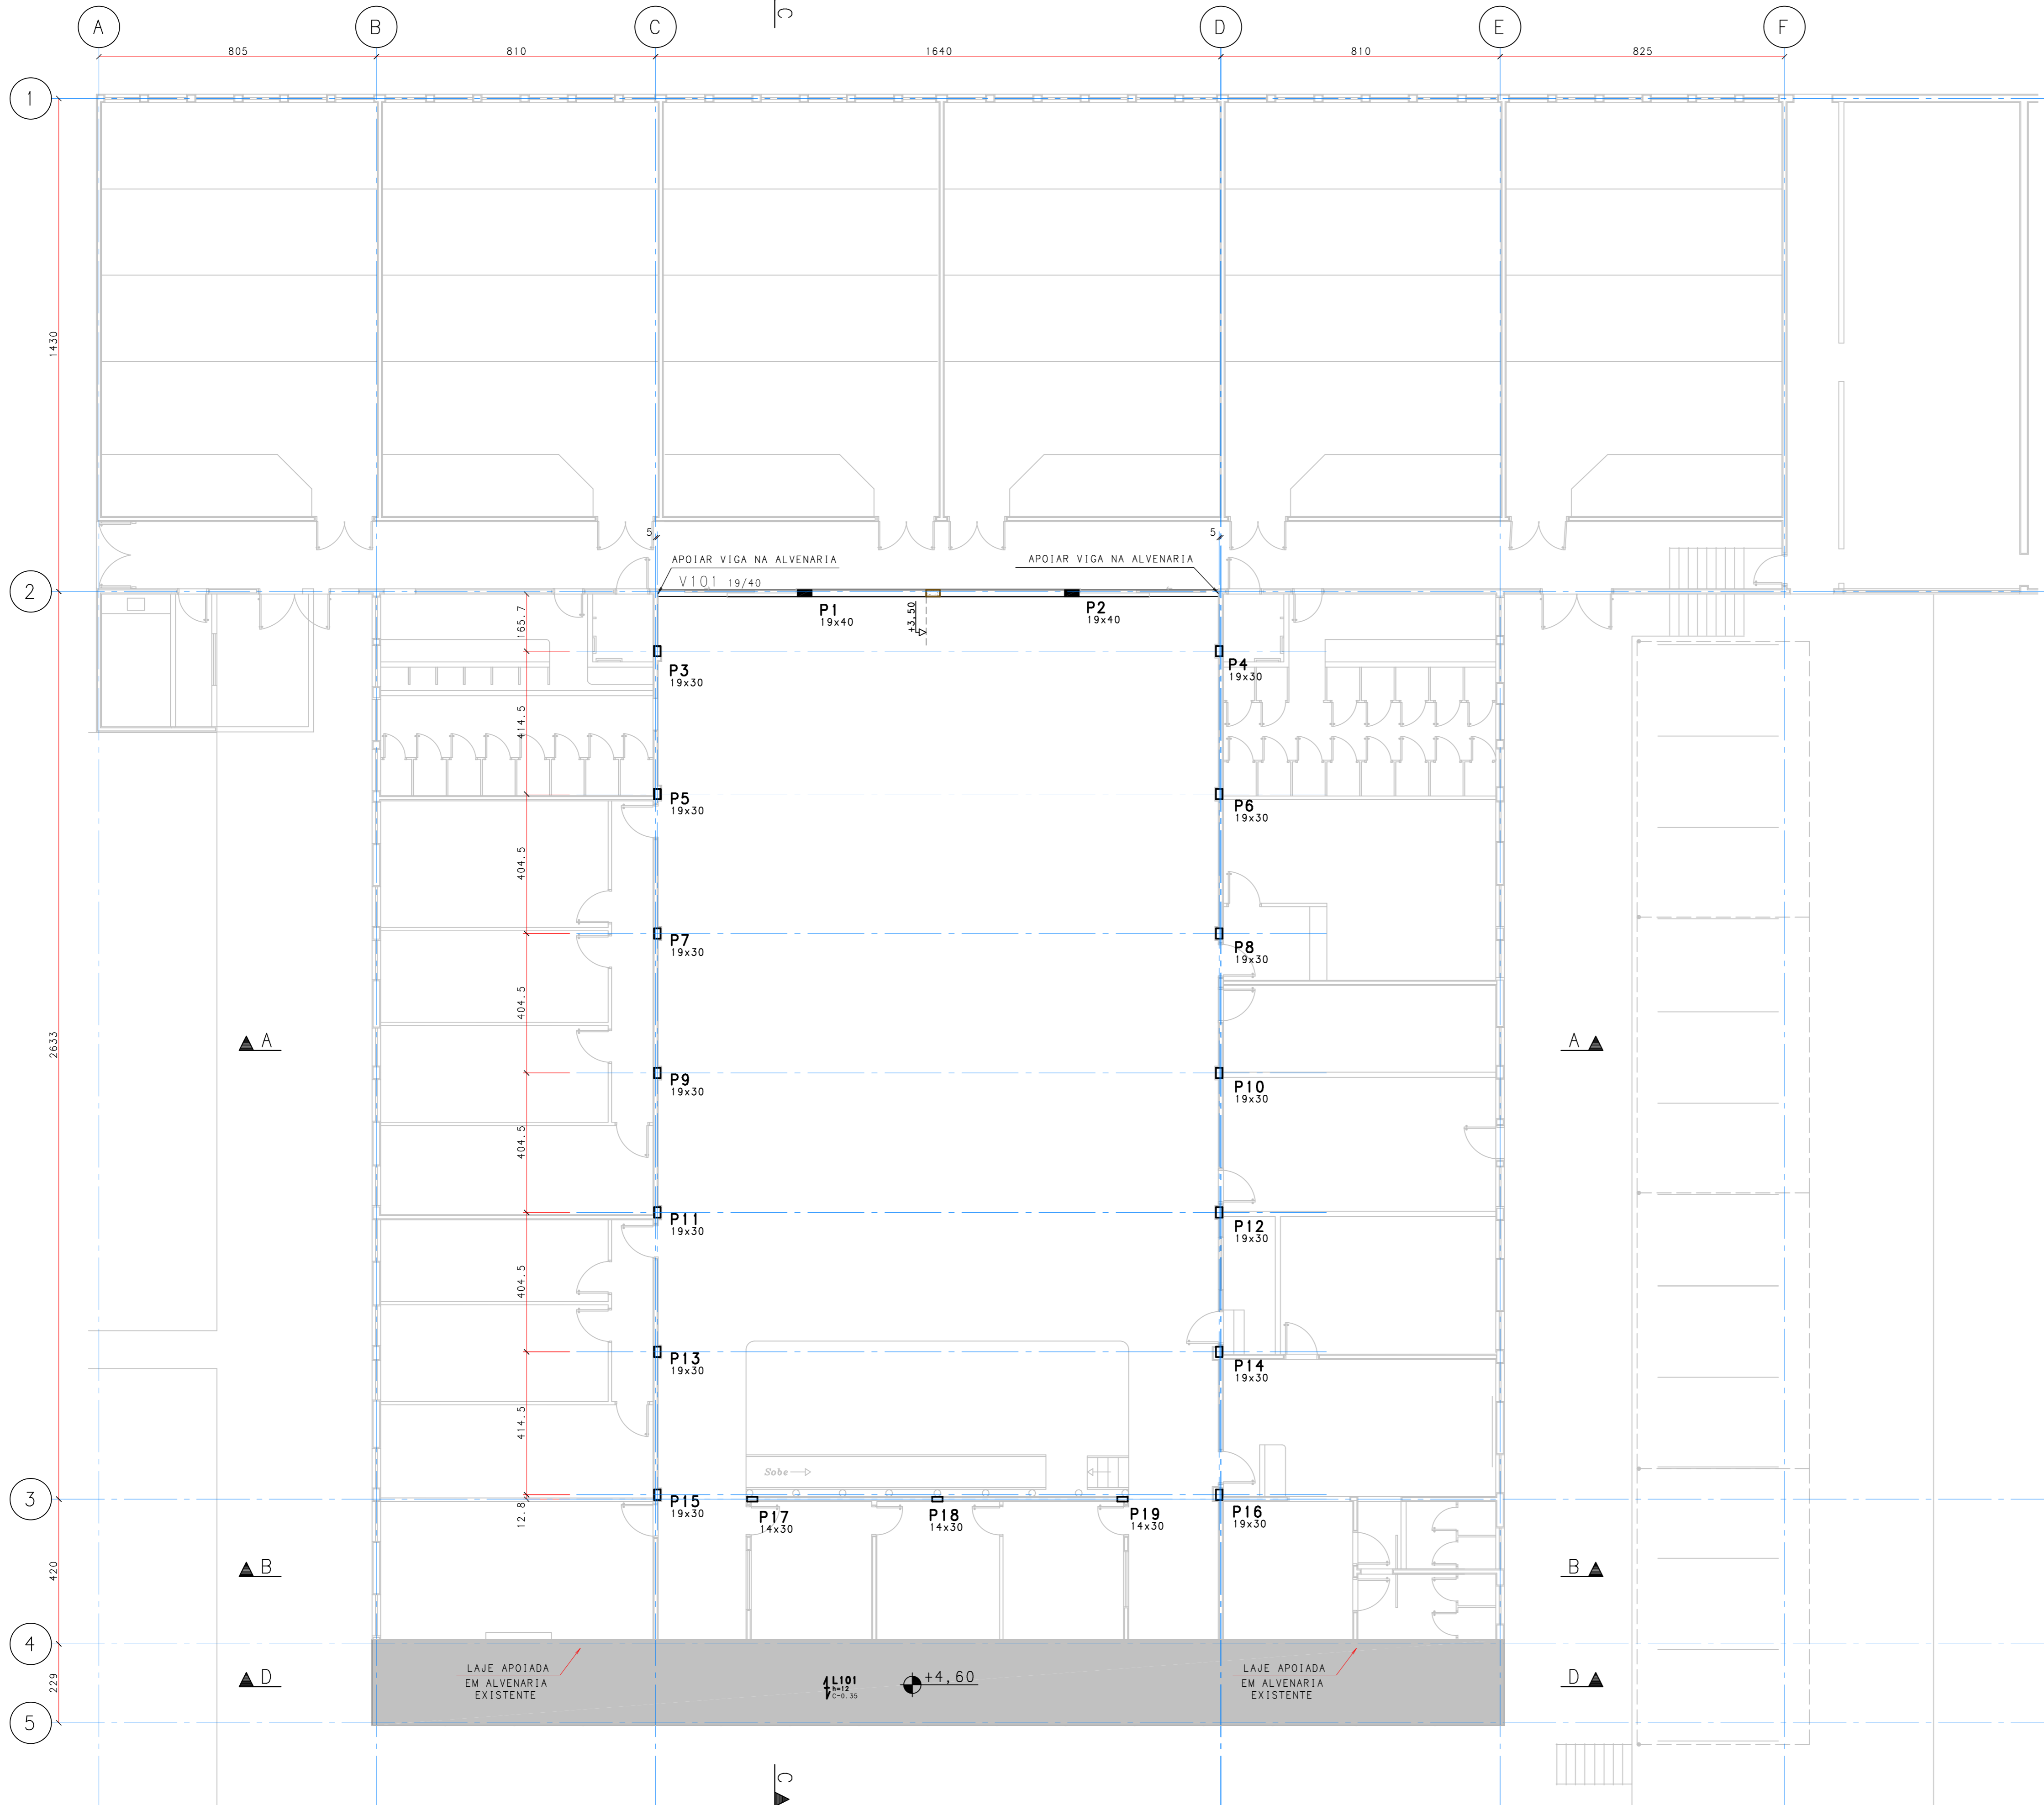 C
A B C D E F
805 810 1640 810 825
1
1430
5 5
APOIAR VIGA NA ALVENARIA APOIAR VIGA NA ALVENARIA
V101 19/40
2
P1
19x40
+3,50
P2
19x40
165.7
P3
19x30
P4
19x30
414.5
P5
19x30
P6
19x30
404.5
P7
19x30
P8
19x30
404.5
2633
A A
P9
19x30
P10
19x30
404.5
P11
19x30
P12
19x30
404.5
P13
19x30
P14
19x30
414.5
Sobe
3
P15
19x30
P17
14x30
P18
14x30
P19
14x30
P16
19x30
12.8
420
B B
4
229
D D
LAJE APOIADA
EM ALVENARIA
EXISTENTE
L101
h=12
C=0.35
+4,60
LAJE APOIADA
EM ALVENARIA
EXISTENTE
5
C